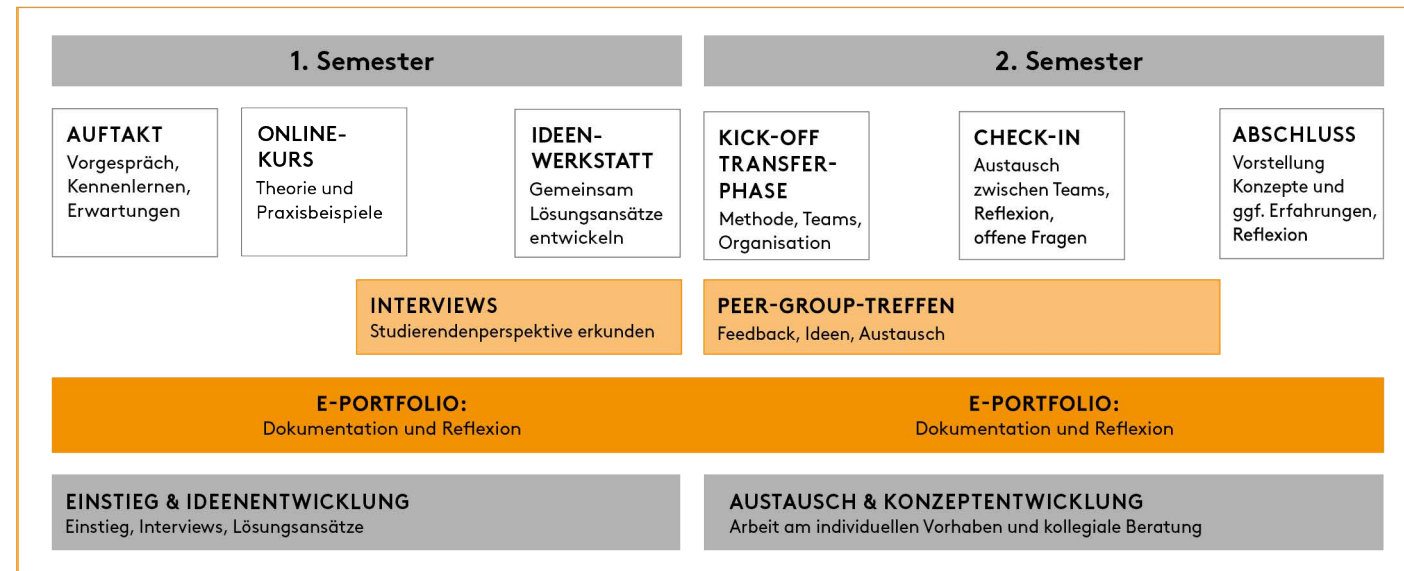 1. Semester
2. Semester
AUFTAKT
Vorgespräch,
Kennenlernen,
Erwartungen
ONLINE-
KURS
Theorie und
Praxisbeispiele
IDEEN-
WERKSTATT
Gemeinsam
Lösungsansätze
entwickeln
KICK-OFF
TRANSFER-
PHASE
Methode, Teams,
Organisation
CHECK-IN
Austausch
zwischen Teams,
Reflexion,
offene Fragen
ABSCHLUSS
Vorstellung
Konzepte und
ggf. Erfahrungen,
Reflexion
INTERVIEWS
Studierendenperspektive erkunden
PEER-GROUP-TREFFEN
Feedback, Ideen, Austausch
E-PORTFOLIO:
Dokumentation und Reflexion
E-PORTFOLIO:
Dokumentation und Reflexion
EINSTIEG & IDEENENTWICKLUNG
Einstieg, Interviews, Lösungsansätze
AUSTAUSCH & KONZEPTENTWICKLUNG
Arbeit am individuellen Vorhaben und kollegiale Beratung